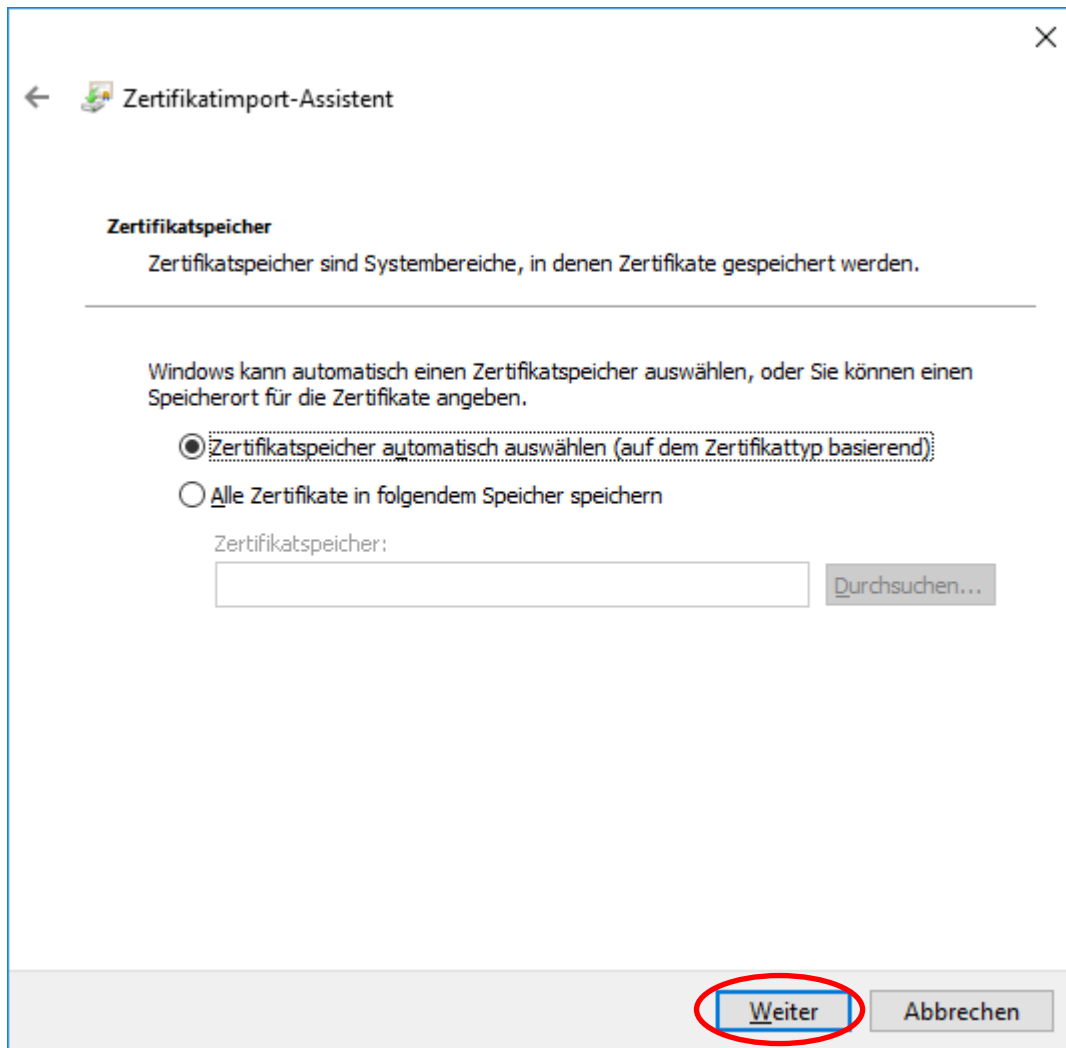 Zertifikatimport-Assistent
Zertifikatspeicher
Zertifikatspeicher sind Systembereiche, in denen Zertifikate gespeichert werden.
Windows kann automatisch einen Zertifikatspeicher auswählen, oder Sie können einen
Speicherort für die Zertifikate angeben.
Zertifikatspeicher automatisch auswählen (auf dem Zertifikattyp basierend)
Alle Zertifikate in folgendem Speicher speichern
Zertifikatspeicher:
Durchsuchen...
Weiter Abbrechen